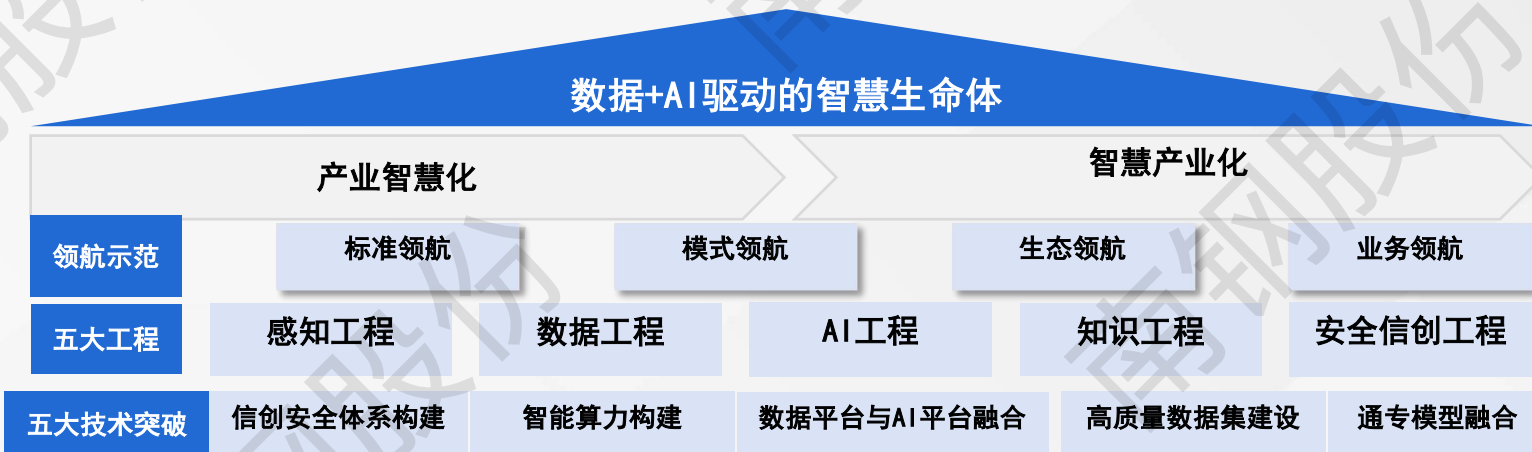 数据+AI驱动的智慧生命体
产业智慧化
智慧产业化
领航示范
标准领航
模式领航
生态领航
业务领航
五大工程
感知工程
数据工程
AI工程
知识工程
安全信创工程
五大技术突破
信创安全体系构建
智能算力构建
数据平台与AI平台融合
高质量数据集建设
通专模型融合
南钢股份